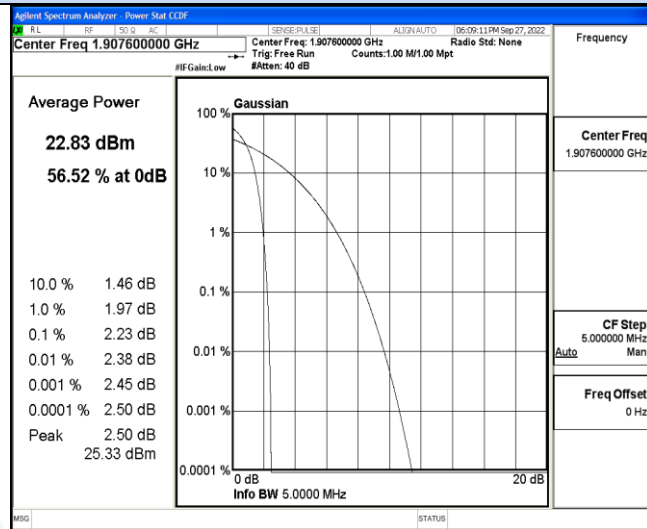 Agilent Spectrum Analyzer - Power Stat CCDF
RL RF 50 Ω AC SENSE:PULSE ALIGN AUTO 06:09:11 PM Sep 27, 2022
Center Freq 1.907600000 GHz
Center Freq: 1.907600000 GHz Radio Std: None
Trig: Free Run Counts:1.00 M/1.00 Mpt
#IFGain:Low #Atten: 40 dB
Frequency
Average Power
22.83 dBm
56.52 % at 0dB
10.0 % 1.46 dB
1.0 % 1.97 dB
0.1 % 2.23 dB
0.01 % 2.38 dB
0.001 % 2.45 dB
0.0001 % 2.50 dB
Peak 2.50 dB
25.33 dBm
Gaussian
100 %
10 %
1 %
0.1 %
0.01 %
0.001 %
0.0001 %
0 dB 20 dB
Info BW 5.0000 MHz
Center Freq
1.907600000 GHz
CF Step
5.000000 MHz
Auto Man
Freq Offset
0 Hz
MSG STATUS